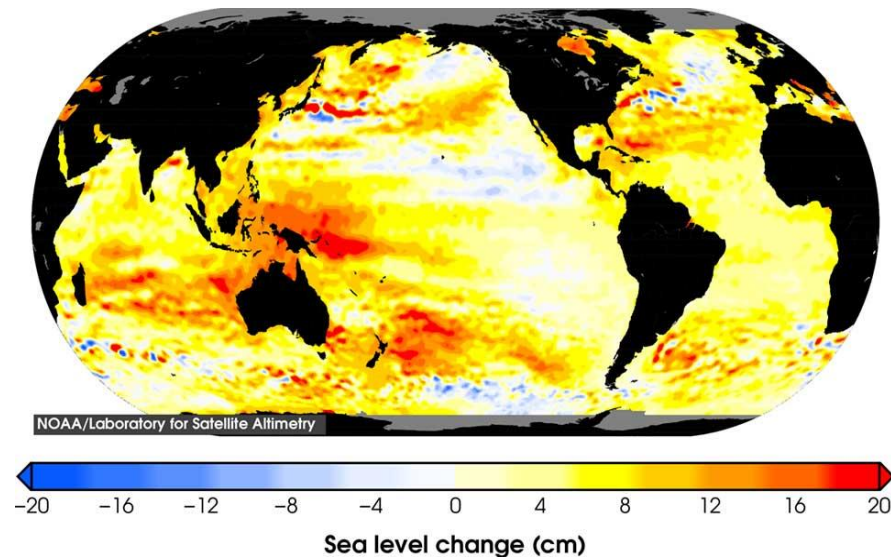 NOAA/Laboratory for Satellite Altimetry
−20 −16 −12 −8 −4 0 4 8 12 16 20
Sea level change (cm)